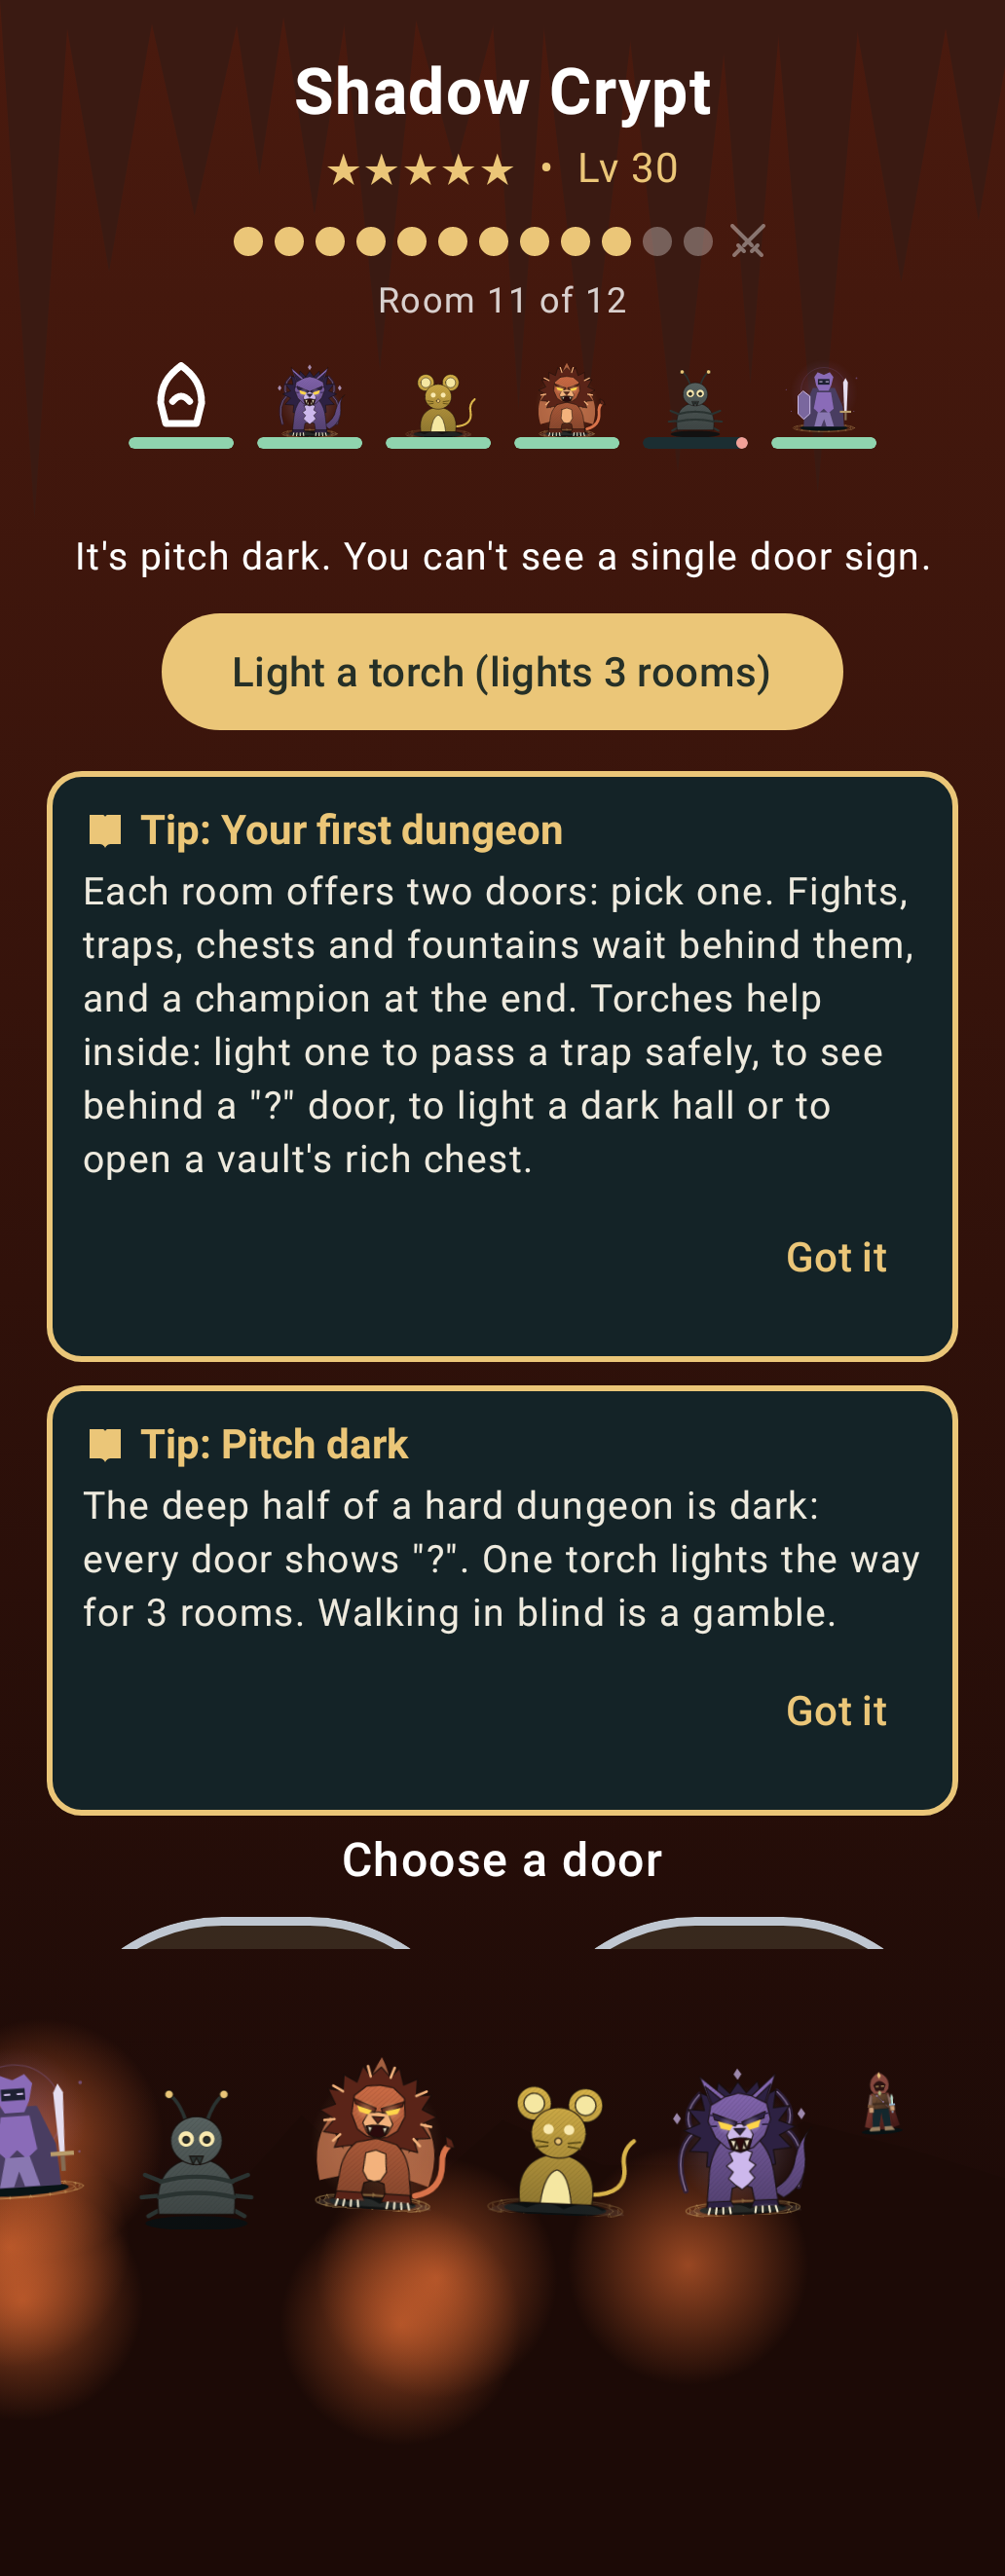 Shadow Crypt
★★★★★ • Lv 30
Room 11 of 12
It's pitch dark. You can't see a single door sign.
Light a torch (lights 3 rooms)
Tip: Your first dungeon
Each room offers two doors: pick one. Fights,
traps, chests and fountains wait behind them,
and a champion at the end. Torches help
inside: light one to pass a trap safely, to see
behind a "?" door, to light a dark hall or to
open a vault's rich chest.
Got it
Tip: Pitch dark
The deep half of a hard dungeon is dark:
every door shows "?". One torch lights the way
for 3 rooms. Walking in blind is a gamble.
Got it
Choose a door